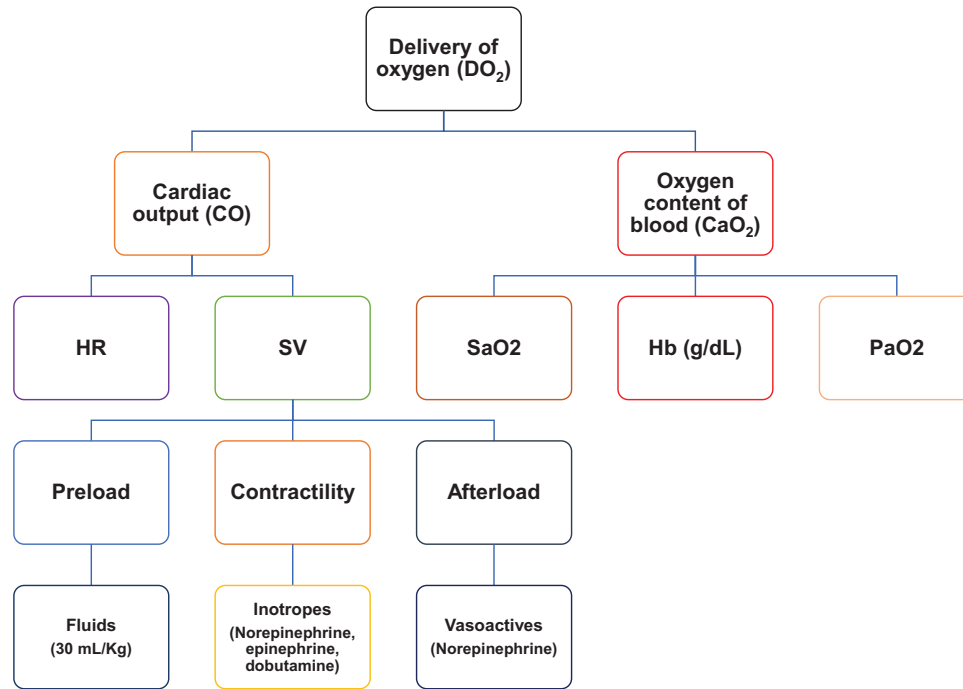 Delivery of
oxygen (DO₂)
Cardiac
output (CO)
Oxygen
content of
blood (CaO₂)
HR
SV
SaO2
Hb (g/dL)
PaO2
Preload
Contractility
Afterload
Fluids
(30 mL/Kg)
Inotropes
(Norepinephrine,
epinephrine,
dobutamine)
Vasoactives
(Norepinephrine)